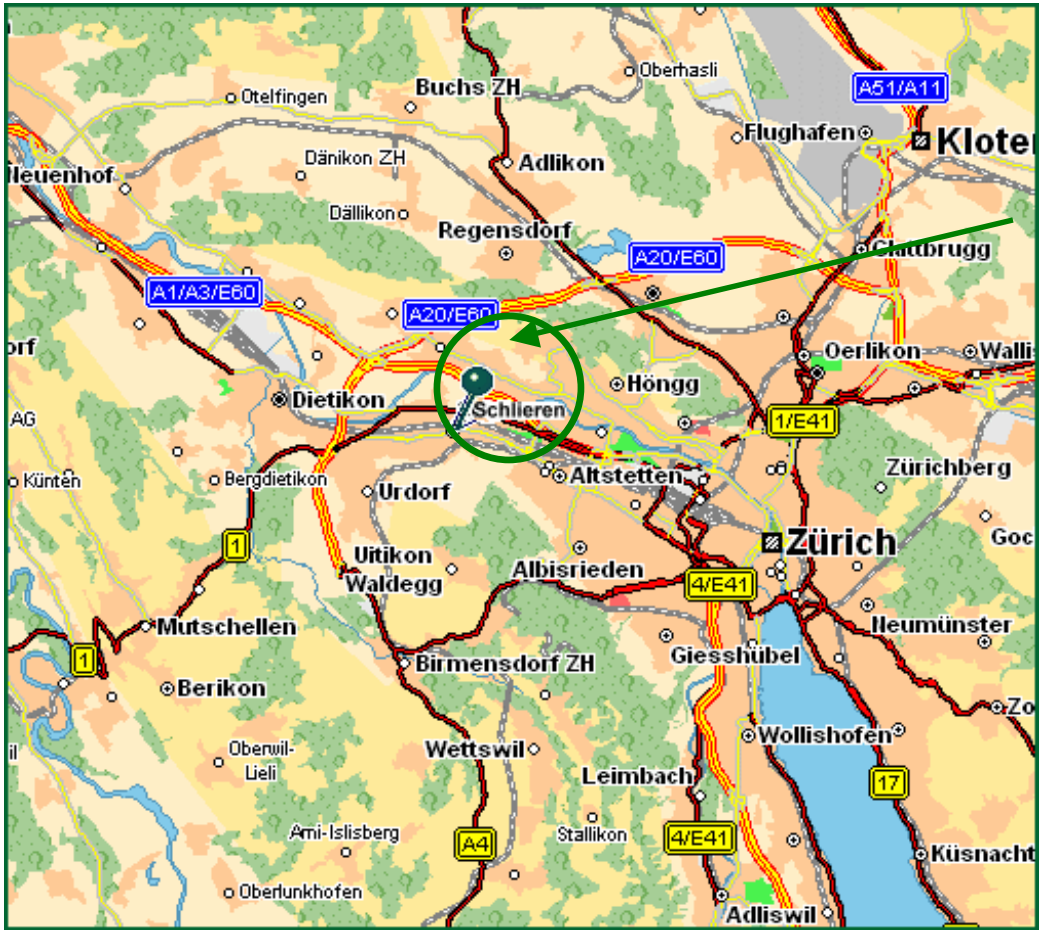 Oberhasli
Buchs ZH
A51/A11
Otelfingen
Flughafen
Dänikon ZH
Adlikon
Neuenhof
Dällikon
Regensdorf
Glattbrugg
A20/E60
A1/A3/E60
A20/E60
orf
Oerlikon
Wallis
Höngg
Dietikon
Schlieren
AG
1/E41
Zürichberg
Künten
Bergdietikon
Urdorf
Altstetten
1
Zürich
Goc
Uitikon
Waldegg
Albisrieden
4/E41
Mutschellen
Neumünster
1
Birmensdorf ZH
Giesshübel
Berikon
Zo
Wollishofen
il
Oberwil-
Lieli
Wettswil
Leimbach
17
Arni-Islisberg
A4
Stallikon
4/E41
Küsnacht
Oberlunkhofen
Adliswil